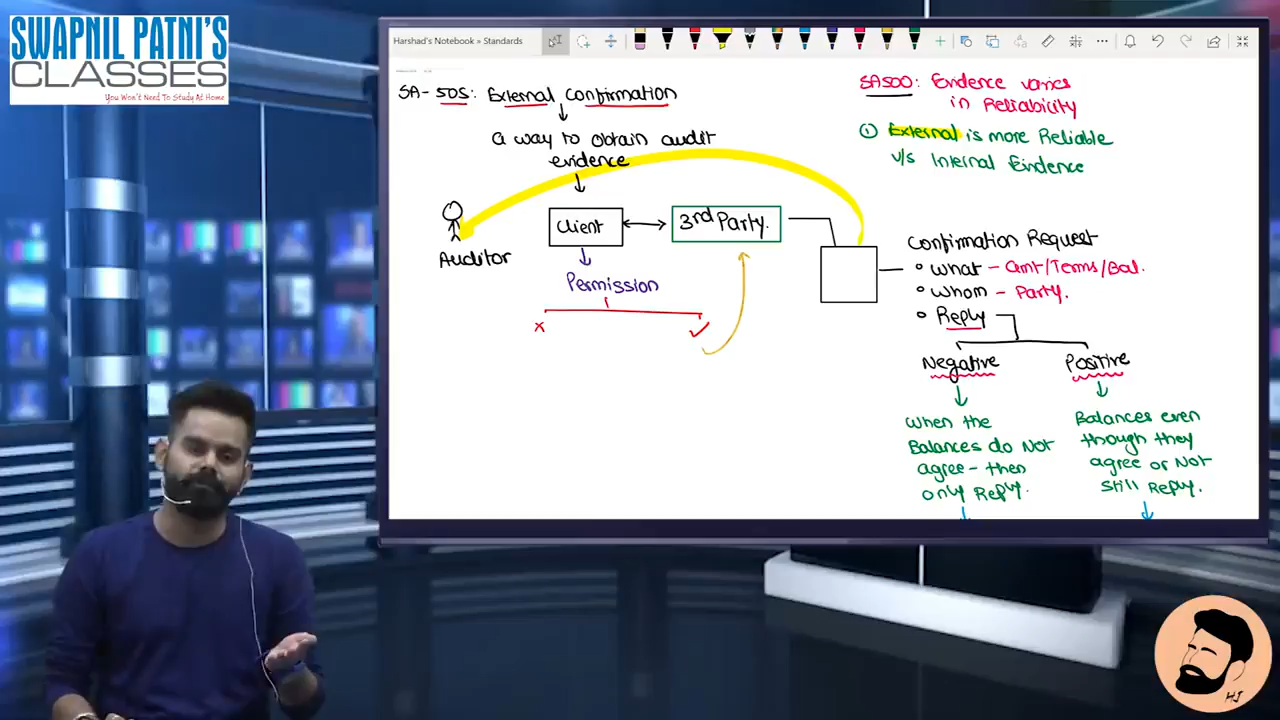 SWAPNIL PATNI'S
CLASSES
You Won't Need To Study At Home
Harshad's Notebook » Standards
SA- 505: External Confirmation
a way to obtain audit
evidence
Auditor
Client
3rd Party.
Permission
x
SA500: Evidence varies
in Reliability
① External is more Reliable
v/s Internal Evidence
Confirmation Request
• What - Amt/Terms/Bal.
• Whom - Party.
• Reply
Negative
Positive
When the
Balances do Not
agree - then
only Reply.
Balances even
though they
agree or Not
still Reply.
HJ